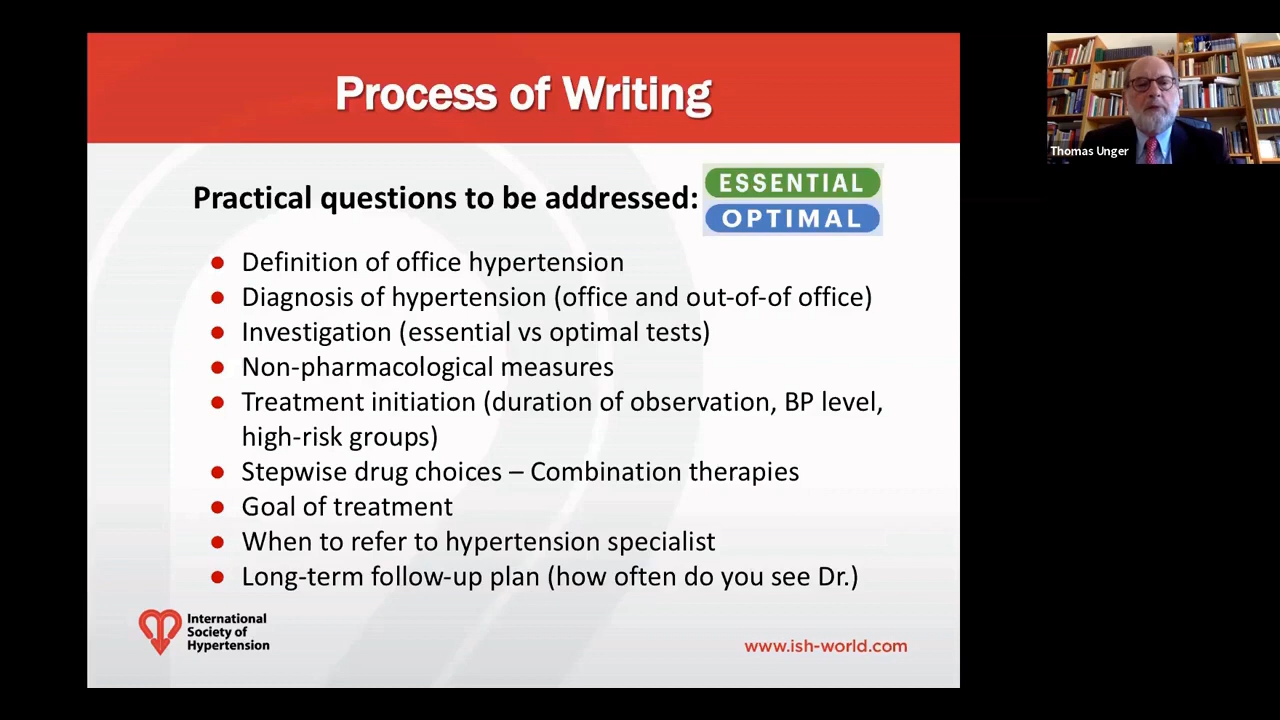 Process of Writing
Thomas Unger
Practical questions to be addressed:
ESSENTIAL
OPTIMAL
● Definition of office hypertension
● Diagnosis of hypertension (office and out-of-of office)
● Investigation (essential vs optimal tests)
● Non-pharmacological measures
● Treatment initiation (duration of observation, BP level,
high-risk groups)
● Stepwise drug choices – Combination therapies
● Goal of treatment
● When to refer to hypertension specialist
● Long-term follow-up plan (how often do you see Dr.)
International
Society of
Hypertension
www.ish-world.com